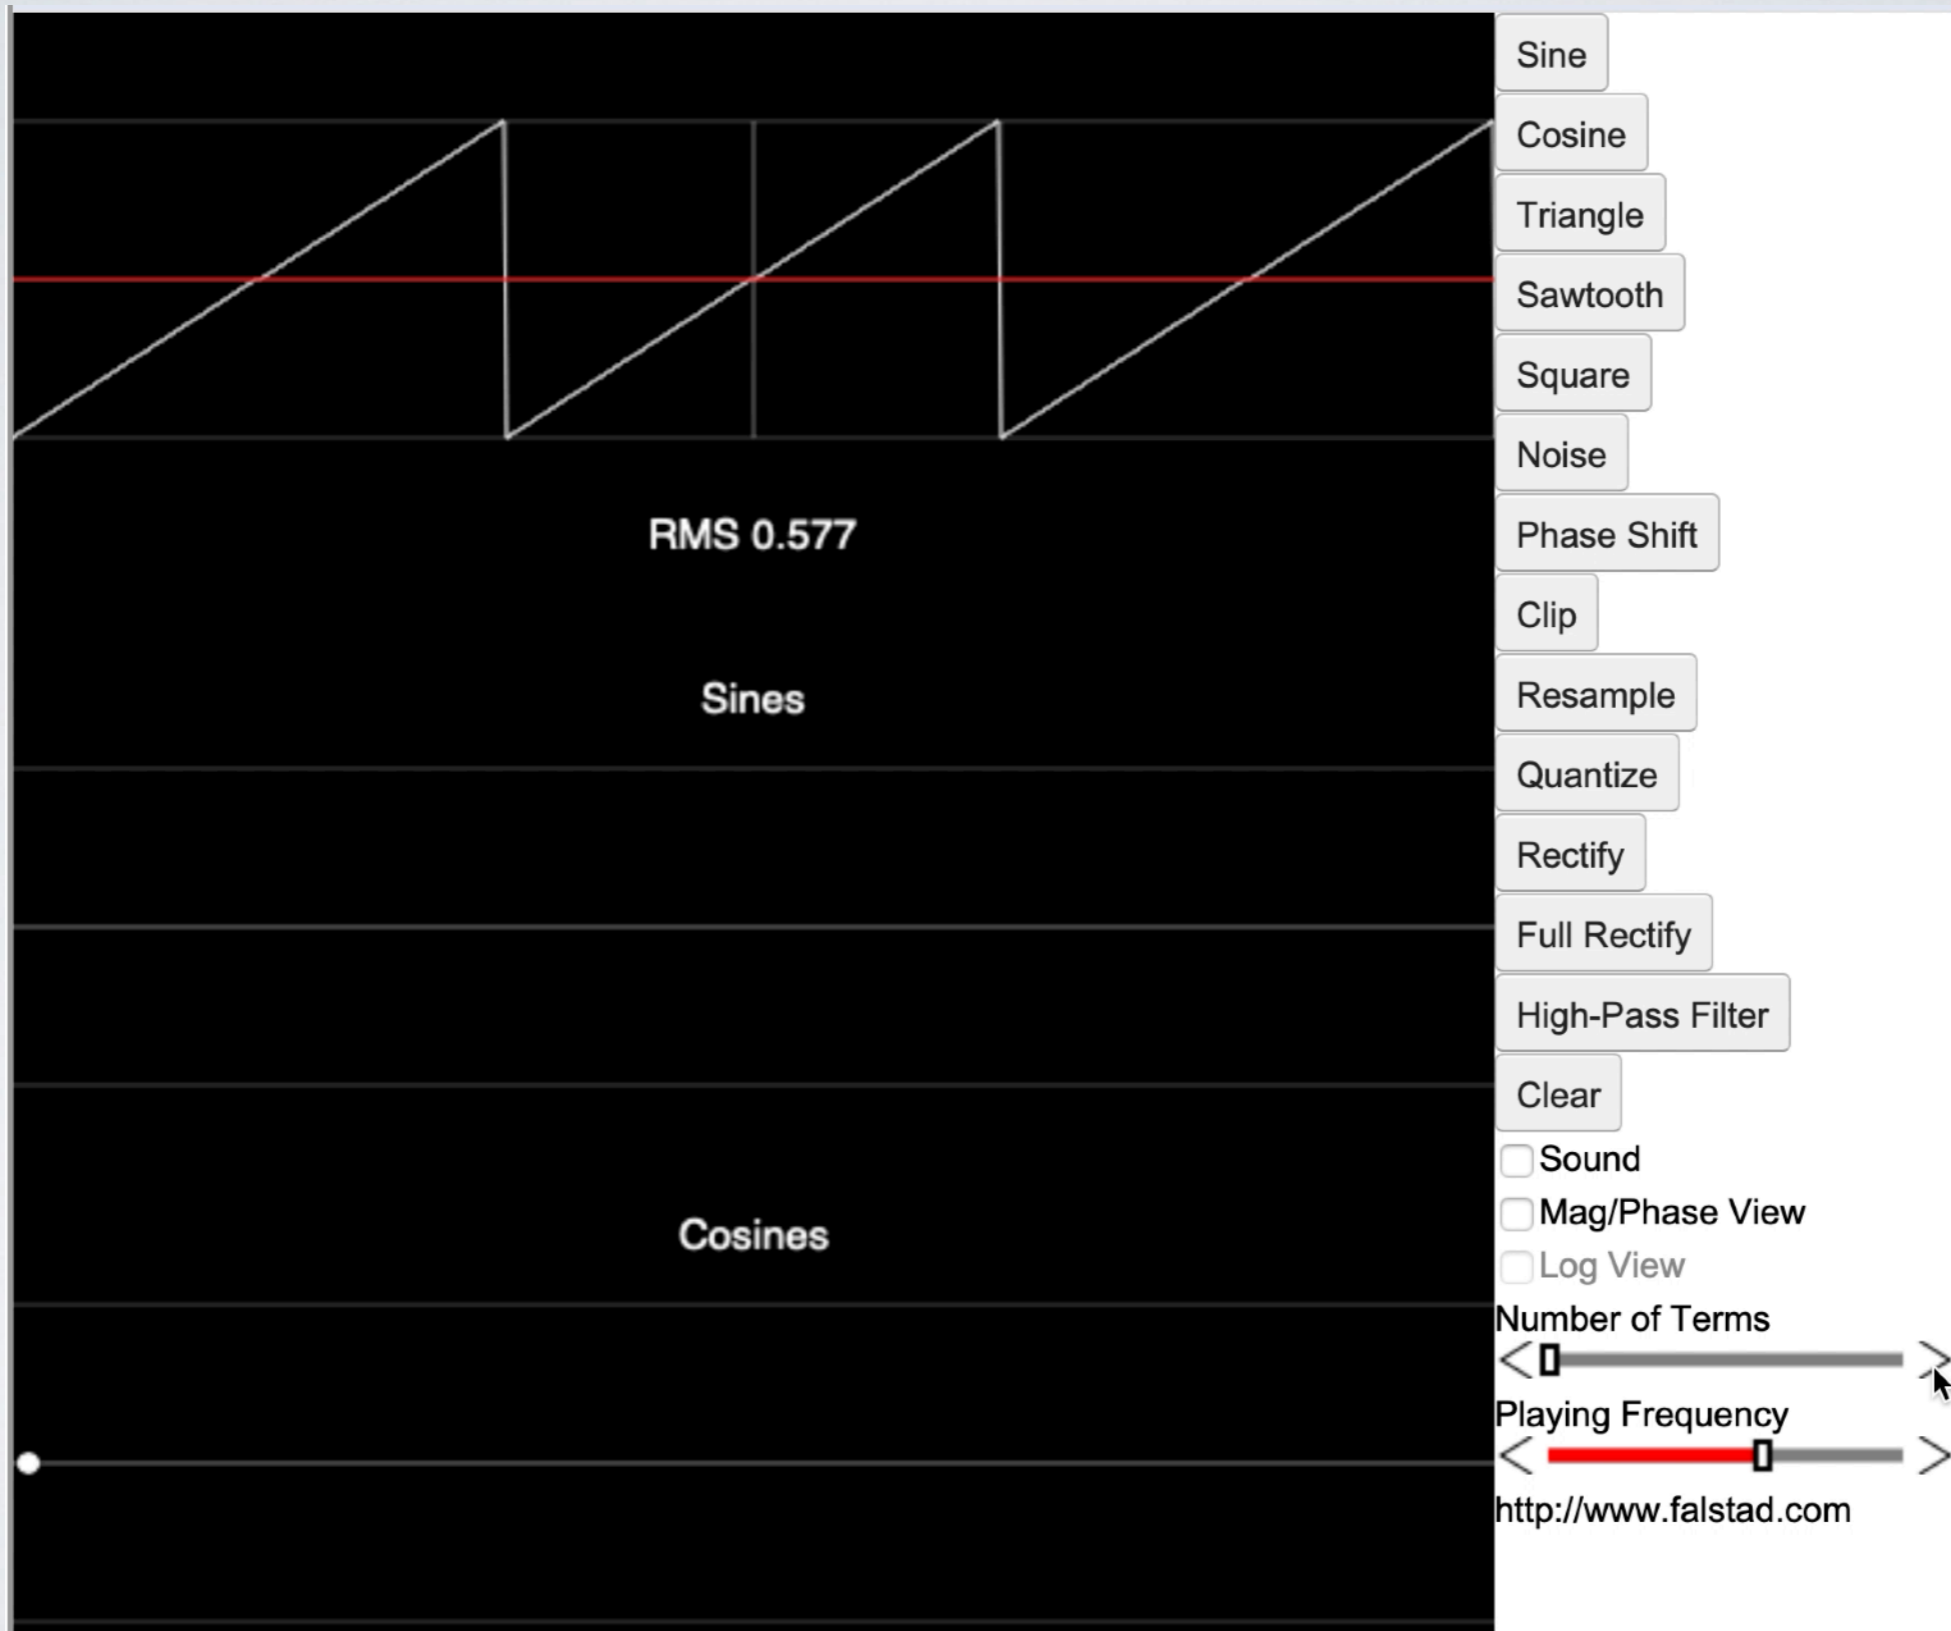 Sine
Cosine
Triangle
Sawtooth
Square
Noise
Phase Shift
Clip
Resample
Quantize
Rectify
Full Rectify
High-Pass Filter
Clear
Sound
Mag/Phase View
Log View
Number of Terms
Playing Frequency
http://www.falstad.com
RMS 0.577
Sines
Cosines